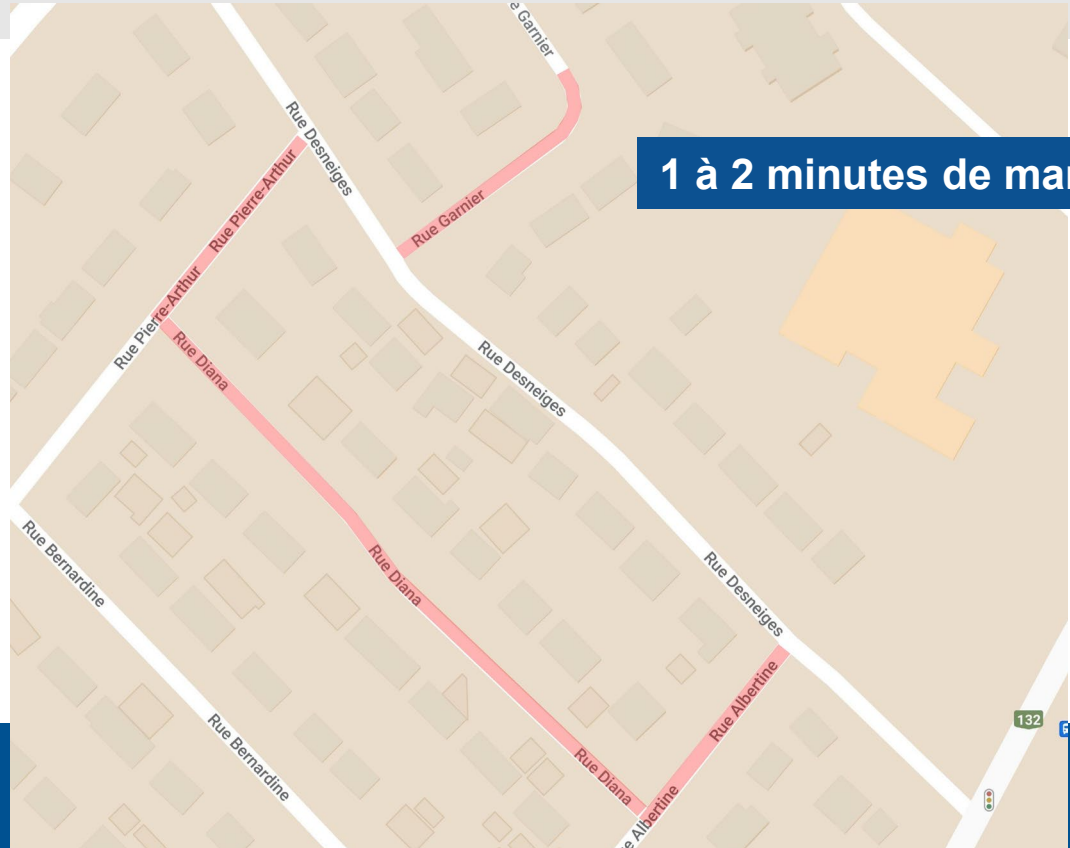 Garnier
Rue Desneiges
1 à 2 minutes de
Rue Pierre-Arthur
Rue Garnier
Rue Pierre-Arthur
Rue Diana
Rue Desneiges
Rue Bernardine
Rue Diana
Rue Desneiges
Rue Albertine
Rue Bernardine
132
Rue Diana
Albertine